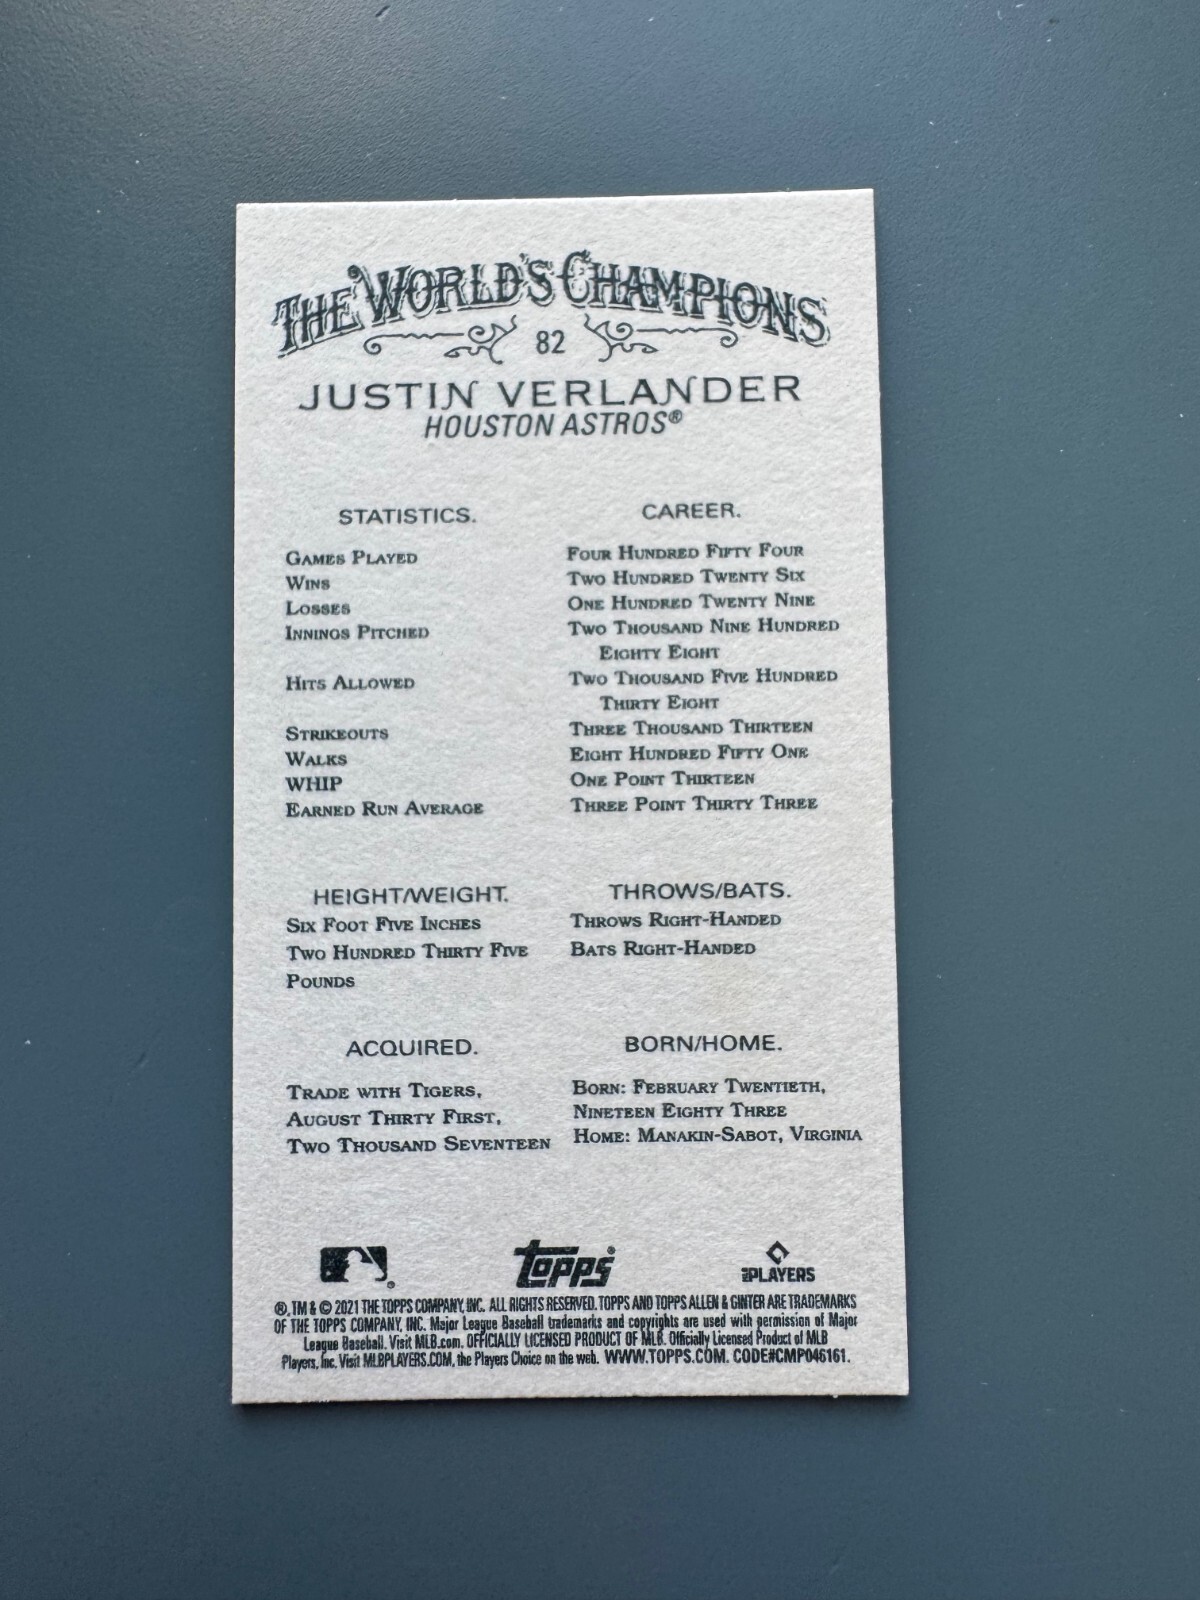 THE WORLD'S CHAMPIONS
82
JUSTIN VERLANDER
HOUSTON ASTROS®
STATISTICS. CAREER.
GAMES PLAYED FOUR HUNDRED FIFTY FOUR
WINS TWO HUNDRED TWENTY SIX
LOSSES ONE HUNDRED TWENTY NINE
INNINGS PITCHED TWO THOUSAND NINE HUNDRED
EIGHTY EIGHT
HITS ALLOWED TWO THOUSAND FIVE HUNDRED
THIRTY EIGHT
STRIKEOUTS THREE THOUSAND THIRTEEN
WALKS EIGHT HUNDRED FIFTY ONE
WHIP ONE POINT THIRTEEN
EARNED RUN AVERAGE THREE POINT THIRTY THREE
HEIGHT/WEIGHT.
SIX FOOT FIVE INCHES
TWO HUNDRED THIRTY FIVE
POUNDS
THROWS/BATS.
THROWS RIGHT-HANDED
BATS RIGHT-HANDED
ACQUIRED.
TRADE WITH TIGERS,
AUGUST THIRTY FIRST,
TWO THOUSAND SEVENTEEN
BORN/HOME.
BORN: FEBRUARY TWENTIETH,
NINETEEN EIGHTY THREE
HOME: MANAKIN-SABOT, VIRGINIA
® Topps® MLB PLAYERS
®, TM & © 2021 THE TOPPS COMPANY, INC. ALL RIGHTS RESERVED. TOPPS AND TOPPS ALLEN & GINTER ARE TRADEMARKS
OF THE TOPPS COMPANY, INC. Major League Baseball trademarks and copyrights are used with permission of Major
League Baseball. Visit MLB.com. OFFICIALLY LICENSED PRODUCT OF MLB. Officially Licensed Product of MLB
Players, Inc. Visit MLBPLAYERS.COM, the Players Choice on the web. WWW.TOPPS.COM. CODE#CMP046161.